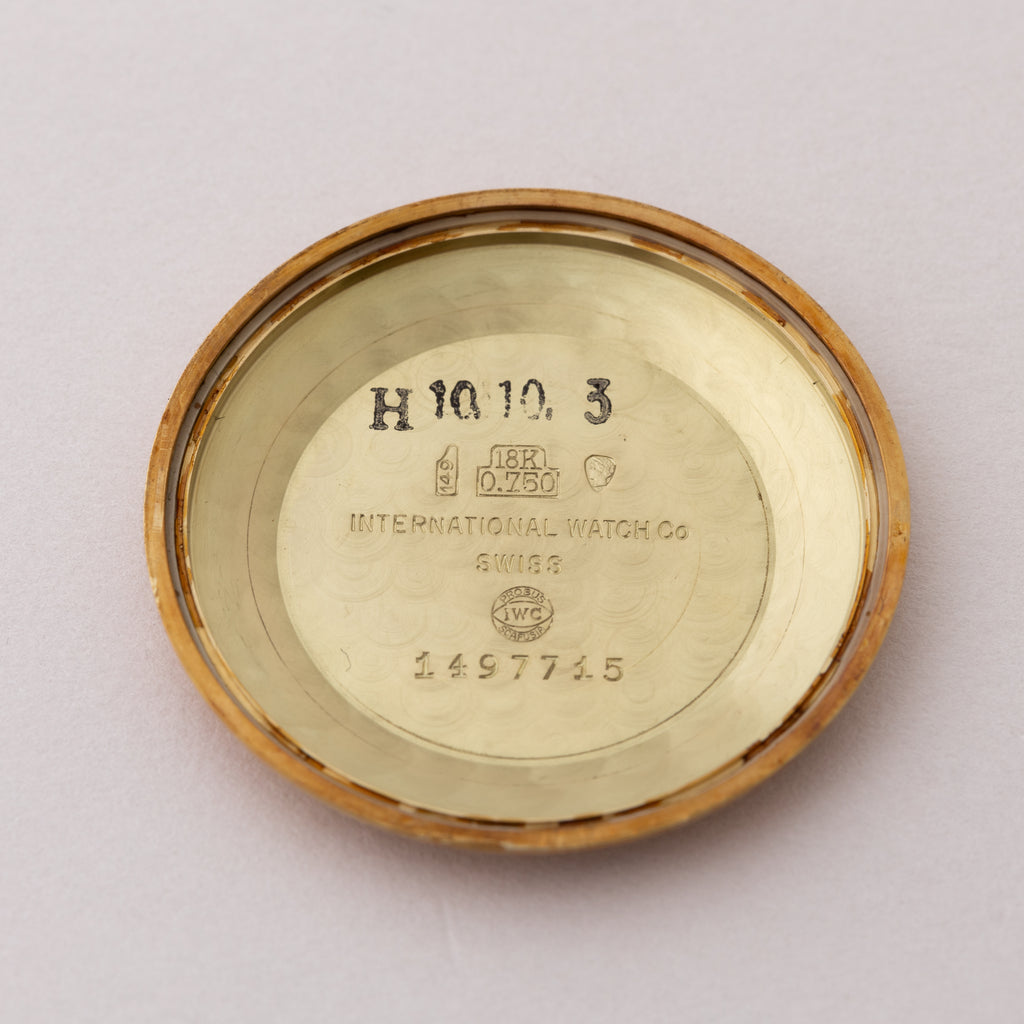 H 10.10. 3
149 18K
0.750
INTERNATIONAL WATCH Co
SWISS
PROBUS
IWC
SCAFUSIA
1497715